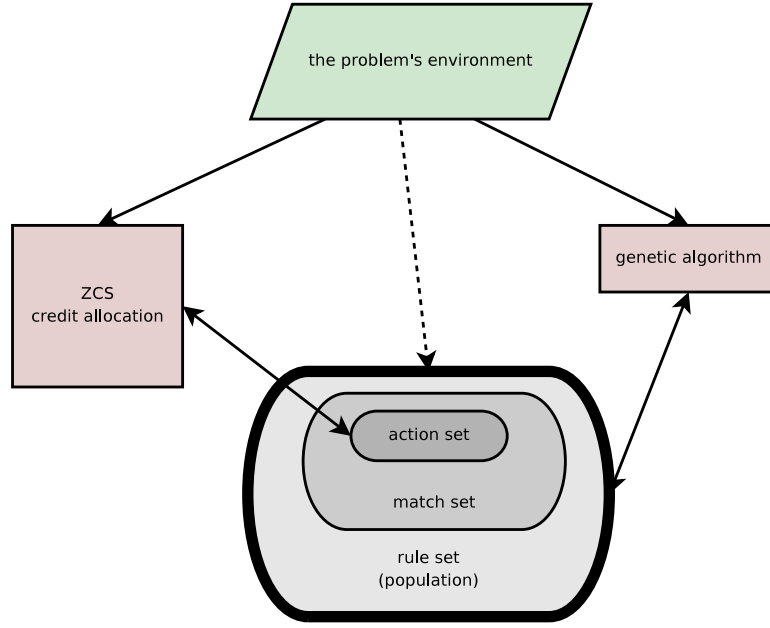 the problem's environment
ZCS
credit allocation
genetic algorithm
action set
match set
rule set
(population)